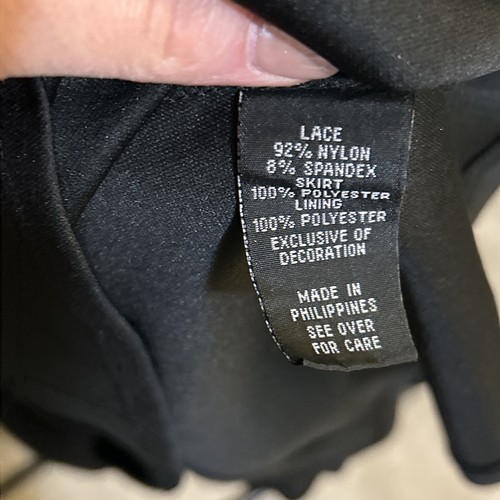 LACE
92% NYLON
8% SPANDEX
SKIRT
100% POLYESTER
LINING
100% POLYESTER
EXCLUSIVE OF
DECORATION
MADE IN
PHILIPPINES
SEE OVER
FOR CARE